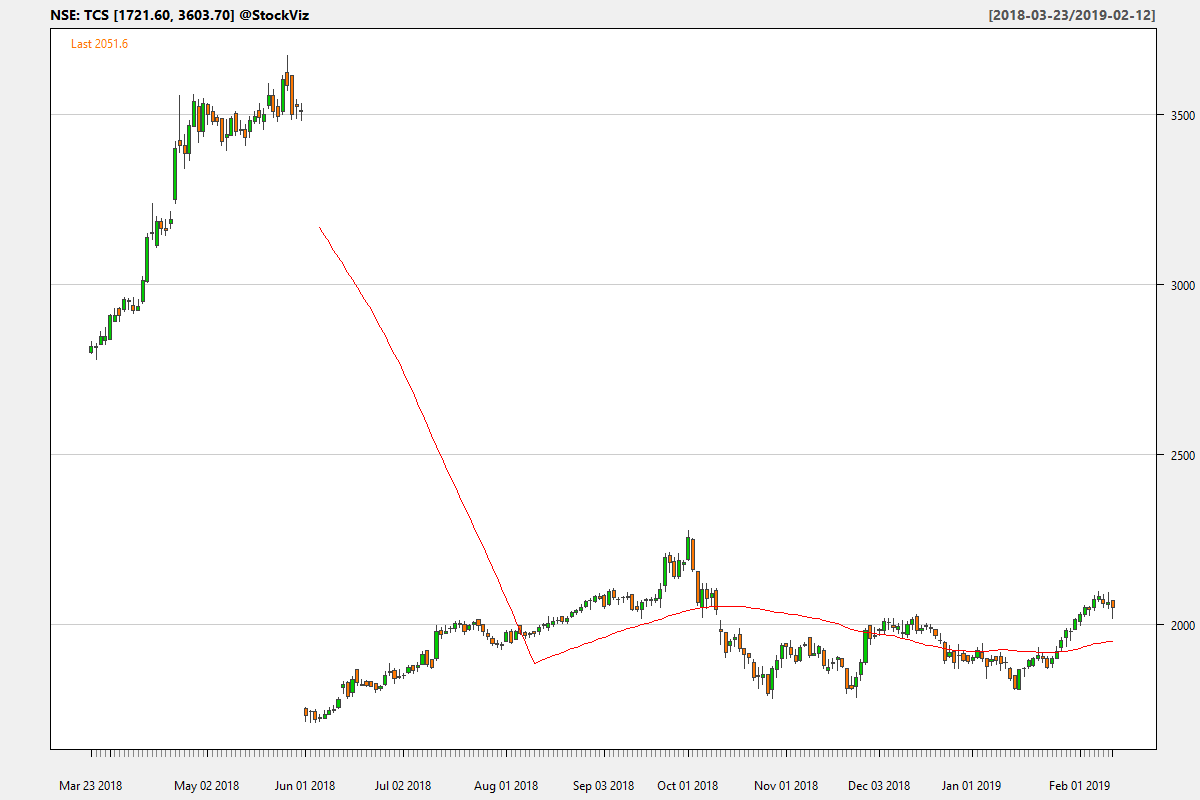 NSE: TCS [1721.60, 3603.70] @StockViz [2018-03-23/2019-02-12]
Last 2051.6
3500
3000
2500
2000
Mar 23 2018 May 02 2018 Jun 01 2018 Jul 02 2018 Aug 01 2018 Sep 03 2018 Oct 01 2018 Nov 01 2018 Dec 03 2018 Jan 01 2019 Feb 01 2019